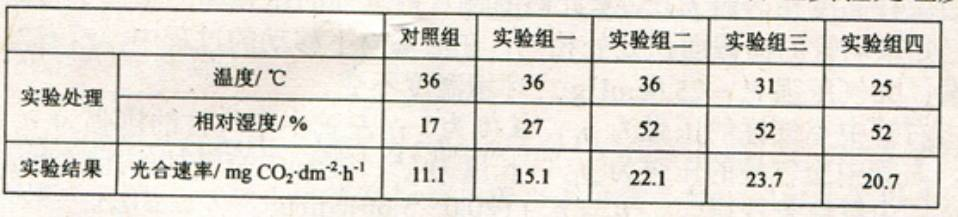 对照组 实验组一 实验组二 实验组三 实验组四
实验处理 温度/℃ 36 36 36 31 25
相对湿度/% 17 27 52 52 52
实验结果 光合速率/ mg CO₂·dm⁻²·h⁻¹ 11.1 15.1 22.1 23.7 20.7